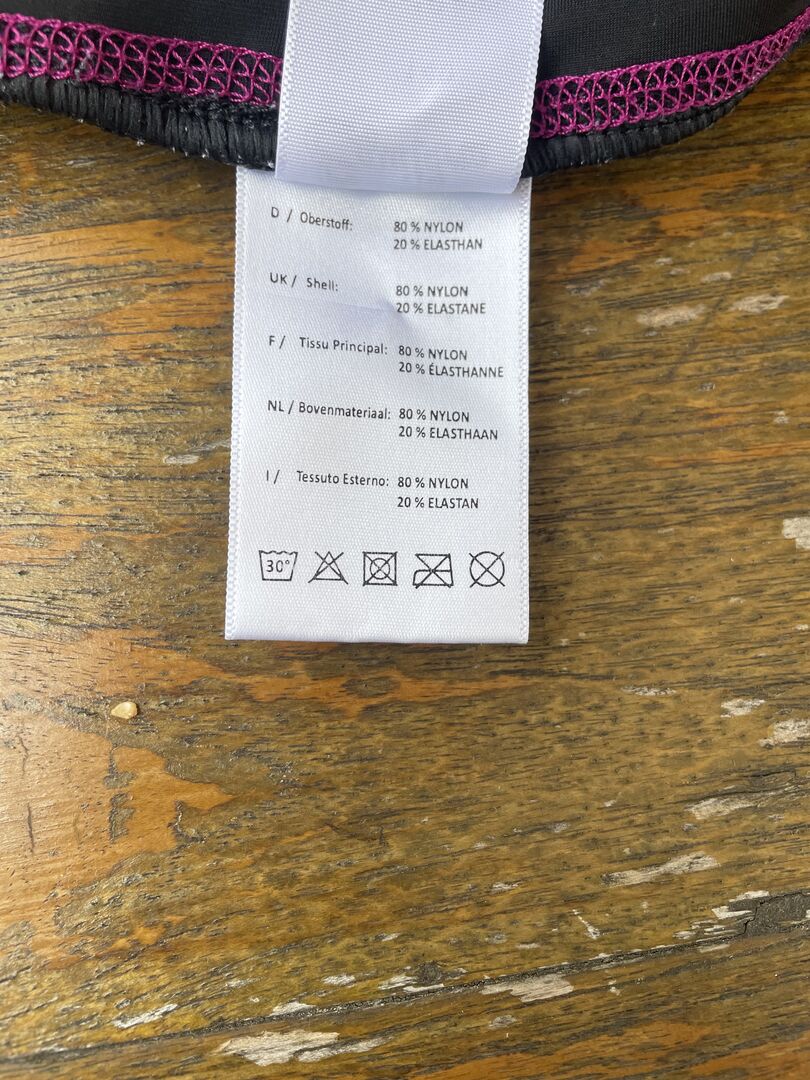 D / Oberstoff: 80 % NYLON
20 % ELASTHAN
UK / Shell: 80 % NYLON
20 % ELASTANE
F / Tissu Principal: 80 % NYLON
20 % ÉLASTHANNE
NL / Bovenmateriaal: 80 % NYLON
20 % ELASTHAAN
I / Tessuto Esterno: 80 % NYLON
20 % ELASTAN
30°